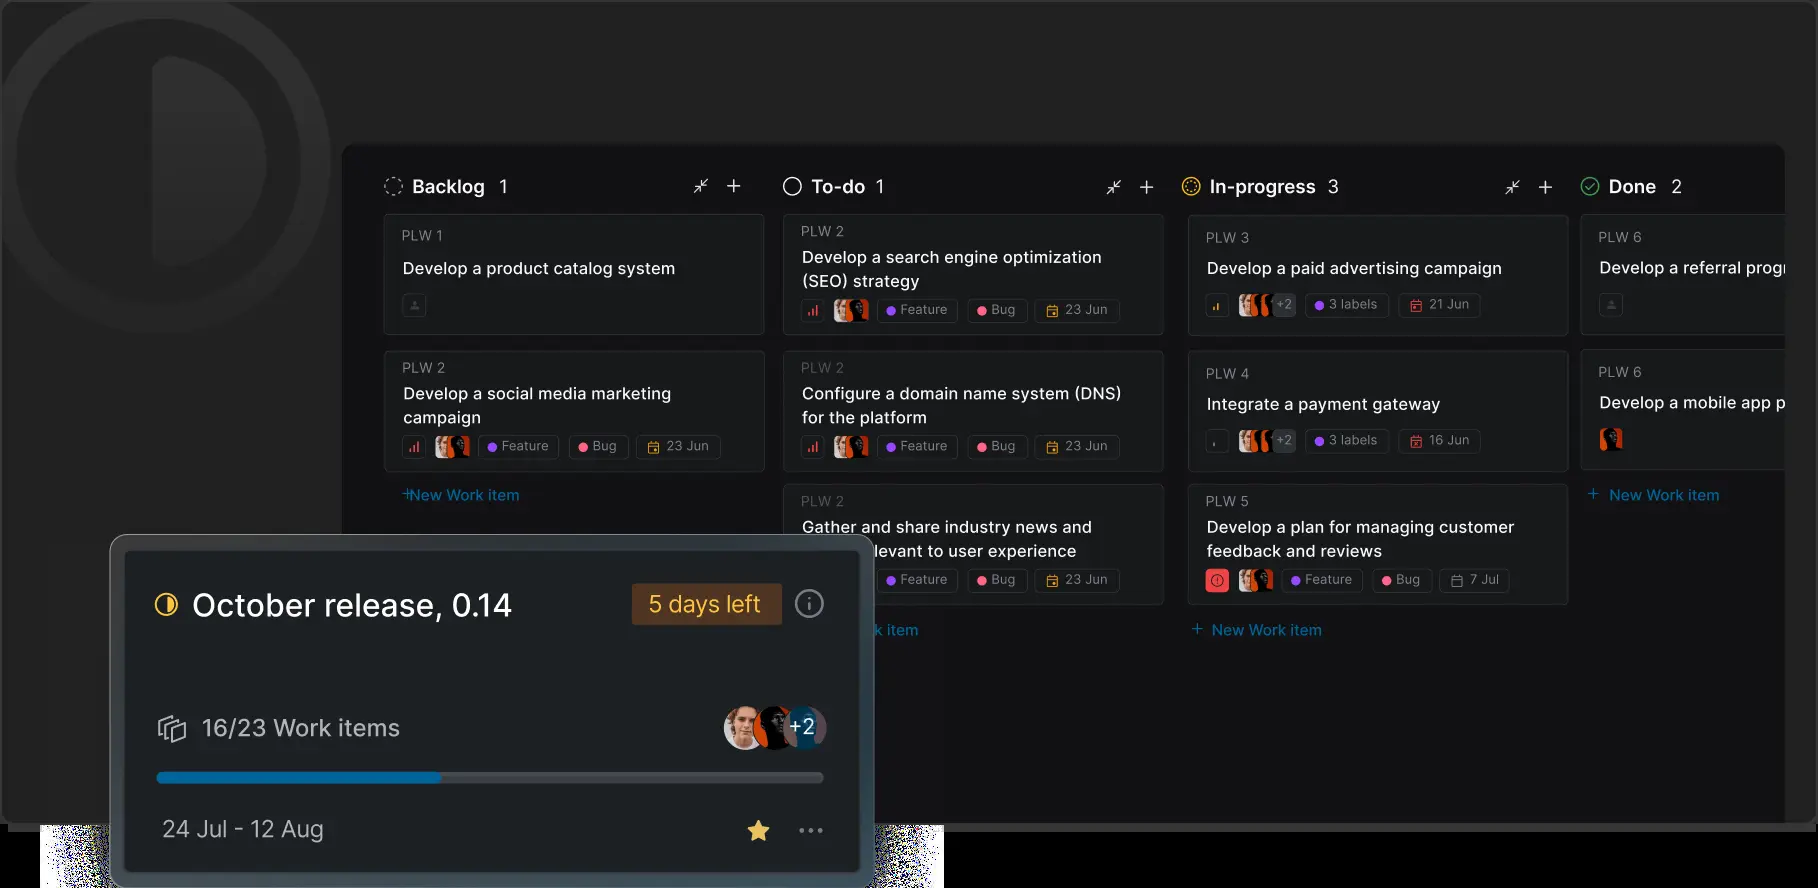 Backlog 1
PLW 1
Develop a product catalog system
PLW 2
Develop a social media marketing
campaign
Feature Bug 23 Jun
+New Work item
To-do 1
PLW 2
Develop a search engine optimization
(SEO) strategy
Feature Bug 23 Jun
PLW 2
Configure a domain name system (DNS)
for the platform
Feature Bug 23 Jun
PLW 2
Gather and share industry news and
levant to user experience
Feature Bug 23 Jun
k item
In-progress 3
PLW 3
Develop a paid advertising campaign
+2 3 labels 21 Jun
PLW 4
Integrate a payment gateway
+2 3 labels 16 Jun
PLW 5
Develop a plan for managing customer
feedback and reviews
Feature Bug 7 Jul
+ New Work item
Done 2
PLW 6
Develop a referral prog
PLW 6
Develop a mobile app p
+ New Work item
October release, 0.14
5 days left
16/23 Work items
+2
24 Jul - 12 Aug